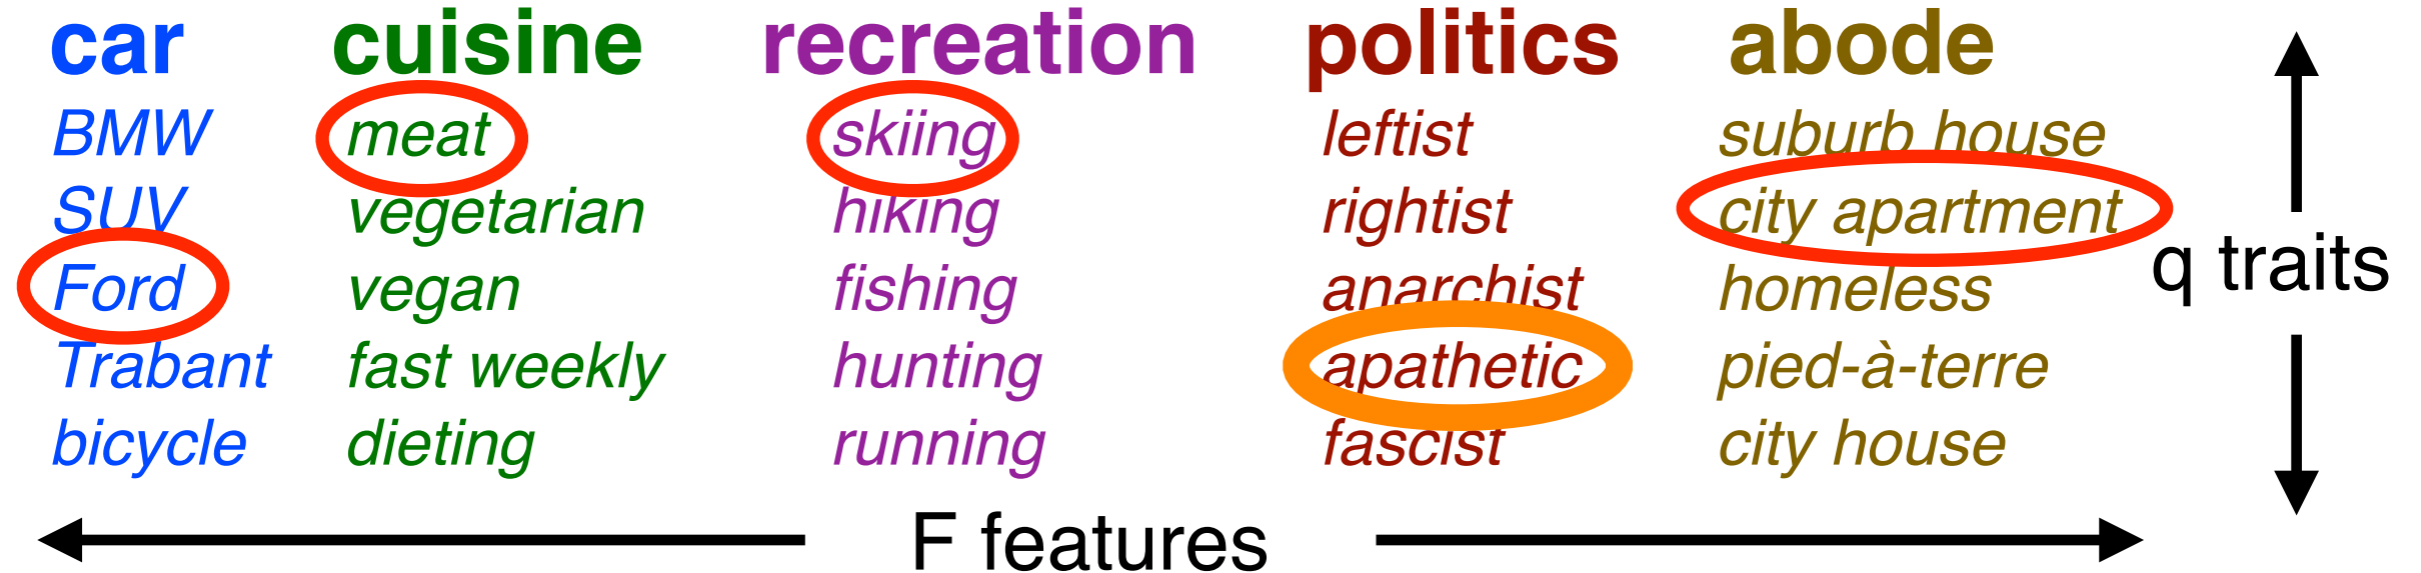 car cuisine recreation politics abode
BMW meat skiing leftist suburb house
SUV vegetarian hiking rightist city apartment
Ford vegan fishing anarchist homeless
q traits
Trabant fast weekly hunting apathetic pied-à-terre
bicycle dieting running fascist city house
F features